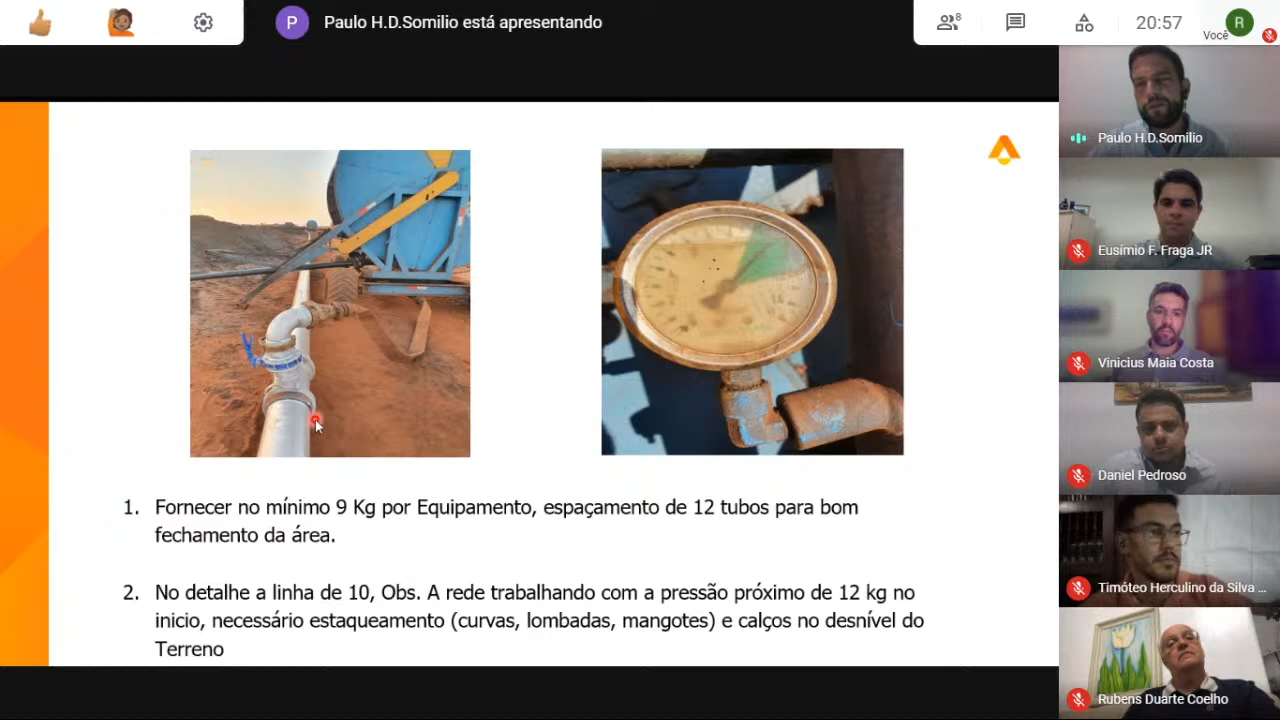 P
Paulo H.D.Somilio está apresentando
8
20:57
Você
R
Paulo H.D.Somilio
Eusímio F. Fraga JR
Vinicius Maia Costa
Daniel Pedroso
Timóteo Herculino da Silva ...
Rubens Duarte Coelho
1. Fornecer no mínimo 9 Kg por Equipamento, espaçamento de 12 tubos para bom
fechamento da área.
2. No detalhe a linha de 10, Obs. A rede trabalhando com a pressão próximo de 12 kg no
inicio, necessário estaqueamento (curvas, lombadas, mangotes) e calços no desnível do
Terreno